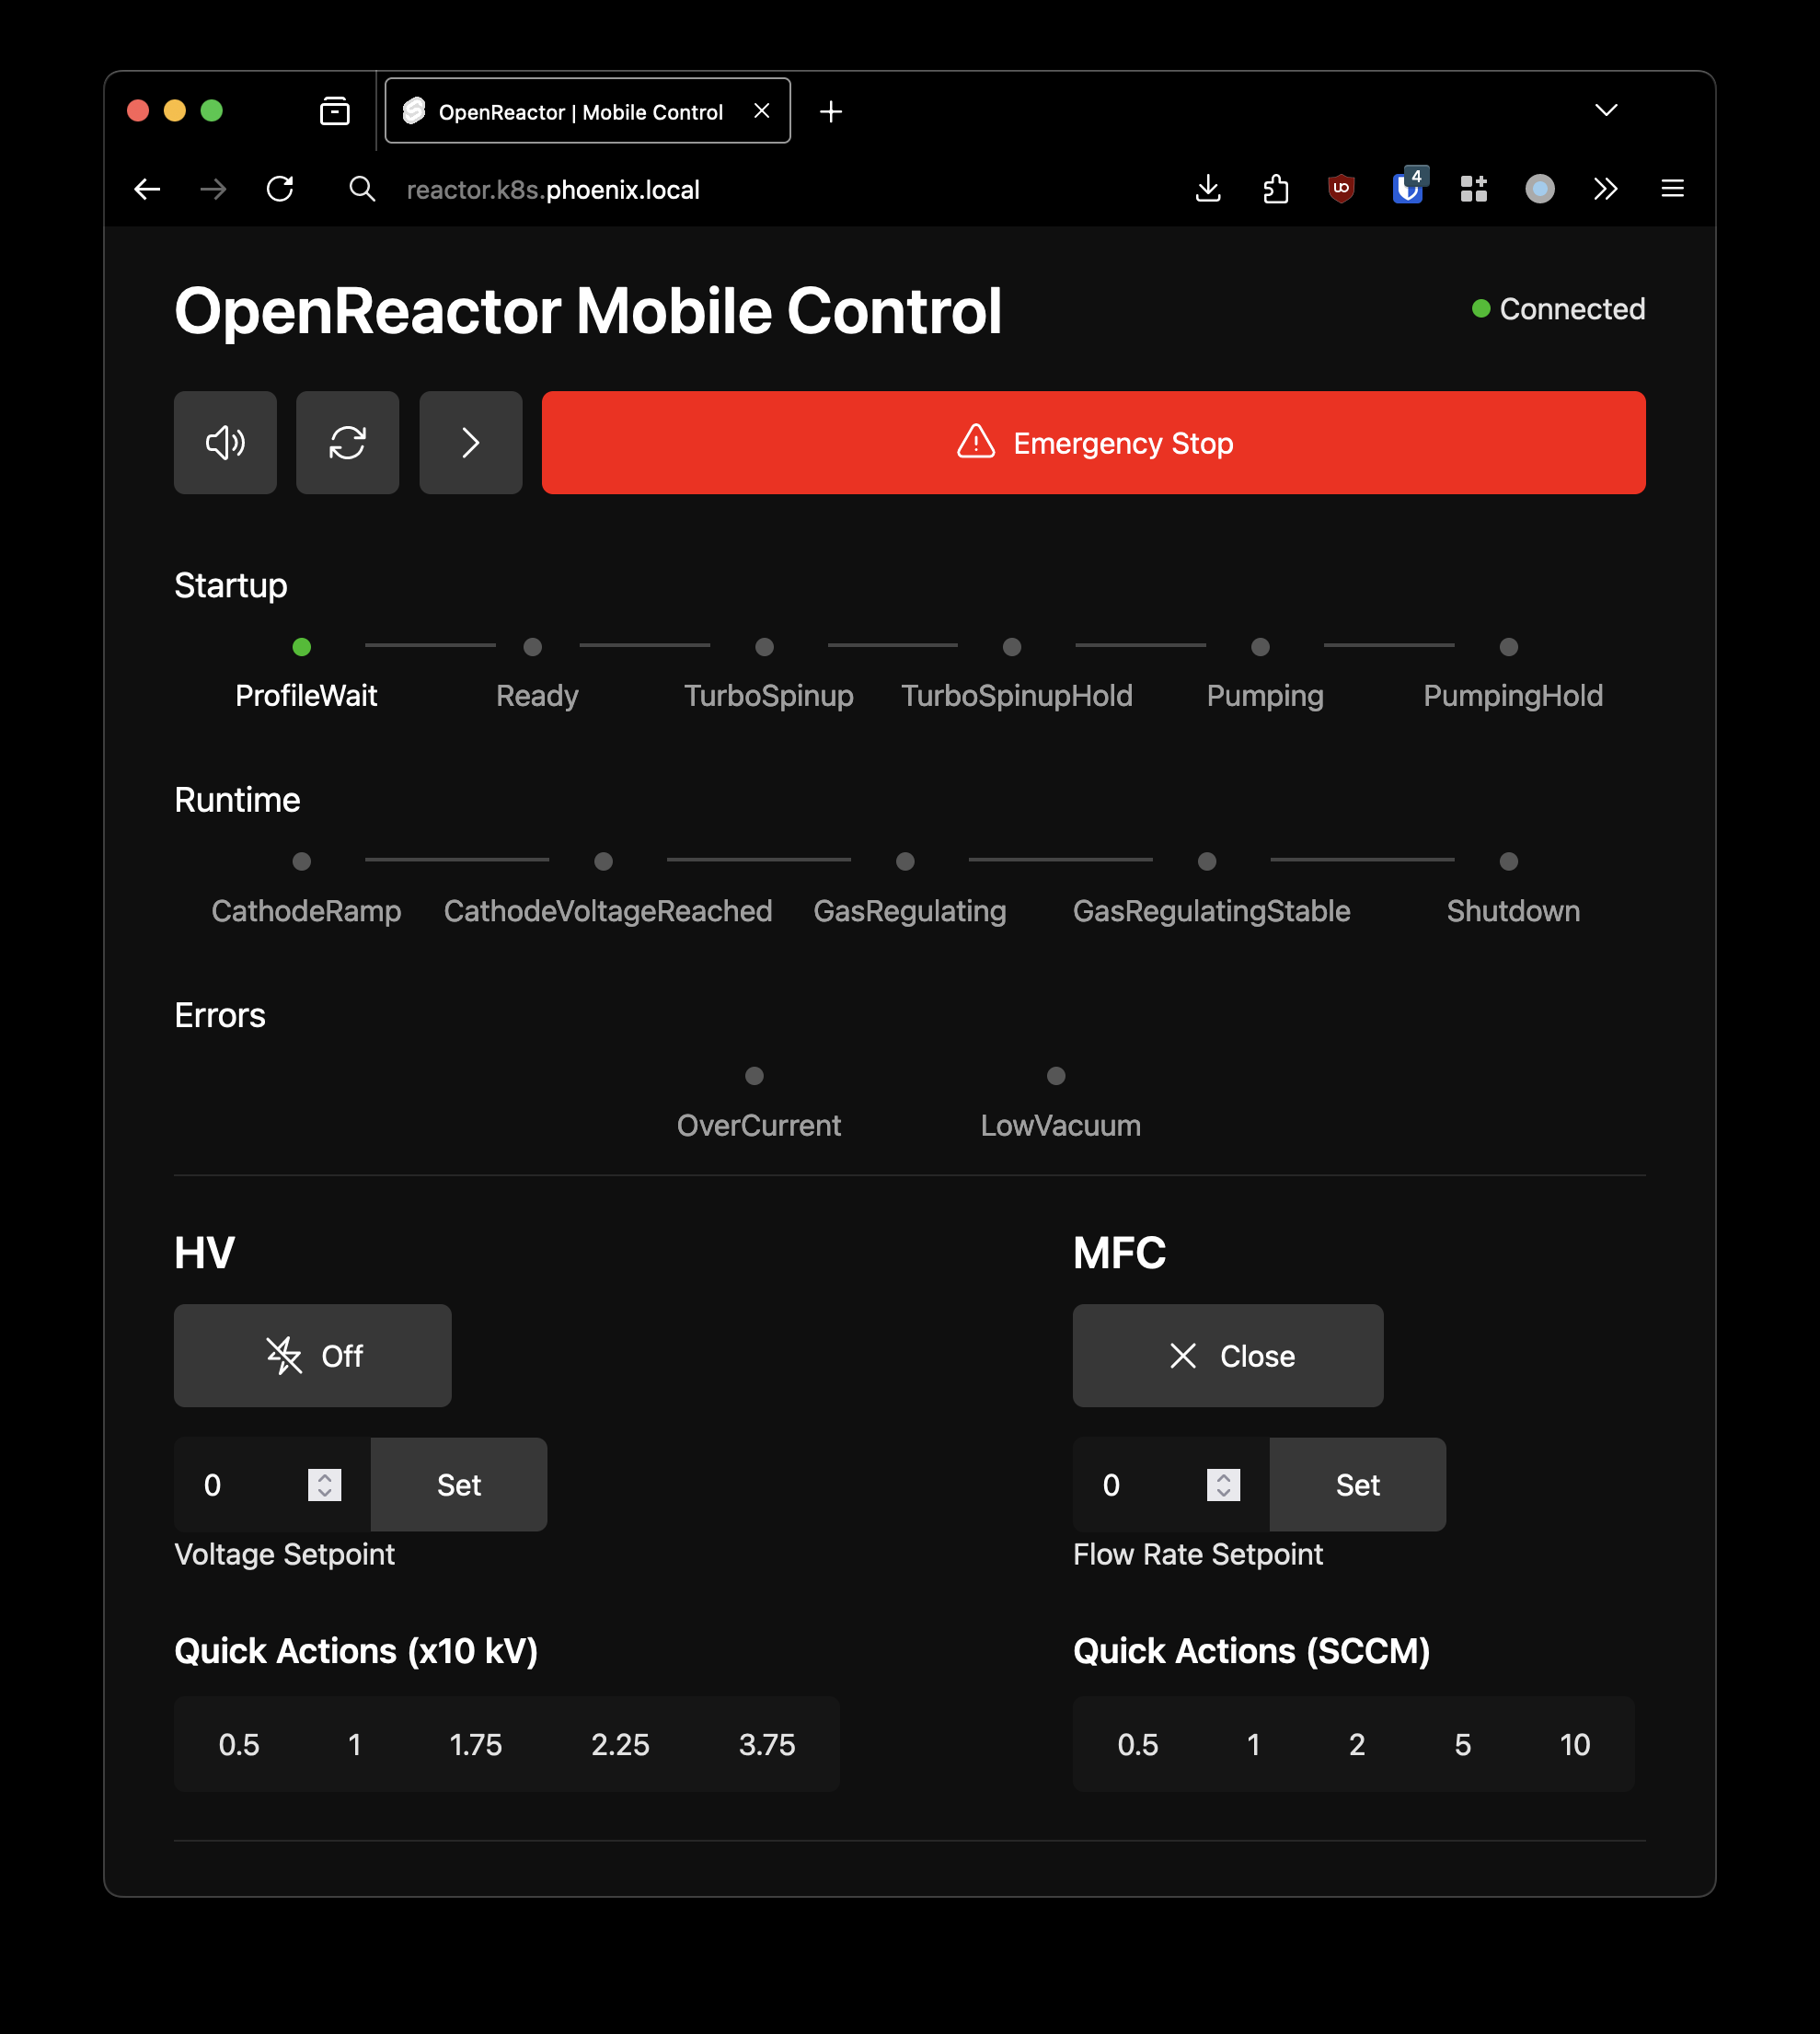 OpenReactor | Mobile Control
reactor.k8s.phoenix.local
4
OpenReactor Mobile Control
Connected
Emergency Stop
Startup
ProfileWait Ready TurboSpinup TurboSpinupHold Pumping PumpingHold
Runtime
CathodeRamp CathodeVoltageReached GasRegulating GasRegulatingStable Shutdown
Errors
OverCurrent LowVacuum
HV
Off
0 Set
Voltage Setpoint
Quick Actions (x10 kV)
0.5 1 1.75 2.25 3.75
MFC
Close
0 Set
Flow Rate Setpoint
Quick Actions (SCCM)
0.5 1 2 5 10